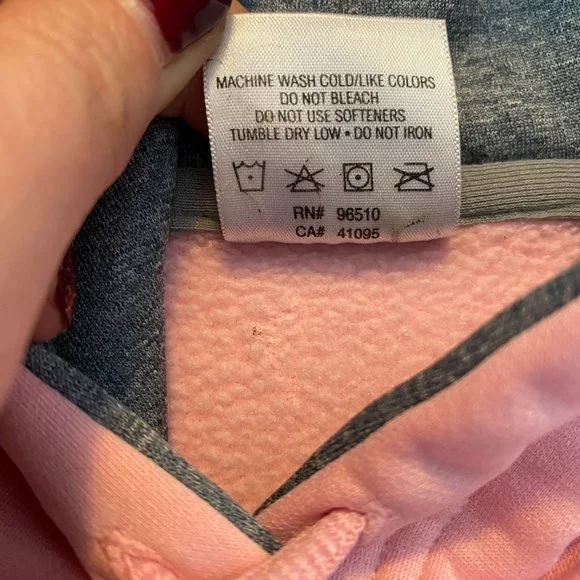 MACHINE WASH COLD/LIKE COLORS
DO NOT BLEACH
DO NOT USE SOFTENERS
TUMBLE DRY LOW • DO NOT IRON
RN# 96510
CA# 41095